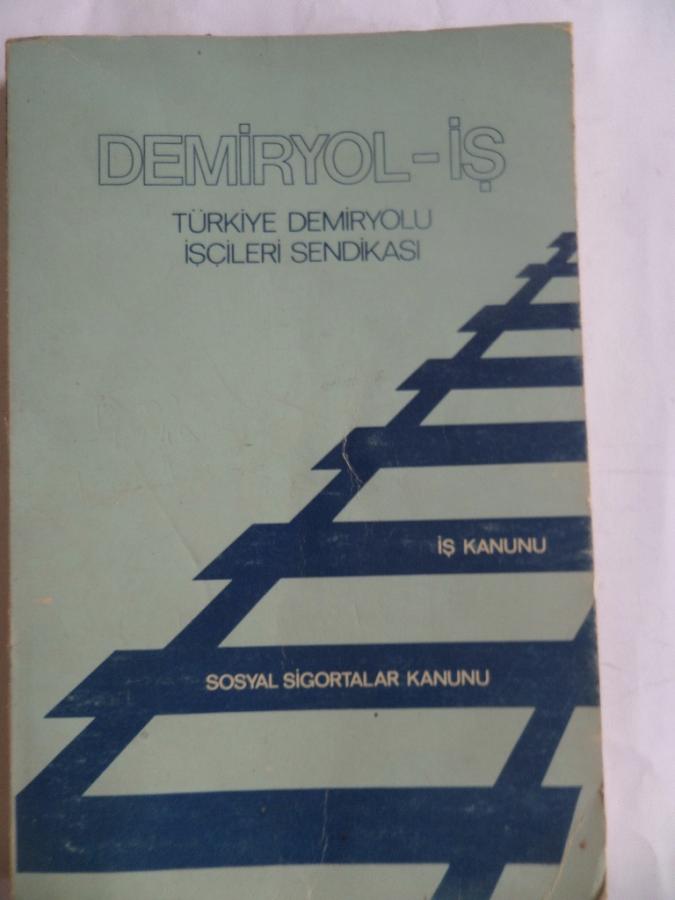 DEMİRYOL-İŞ
TÜRKİYE DEMİRYOLU
İŞÇİLERİ SENDİKASI
İŞ KANUNU
SOSYAL SİGORTALAR KANUNU